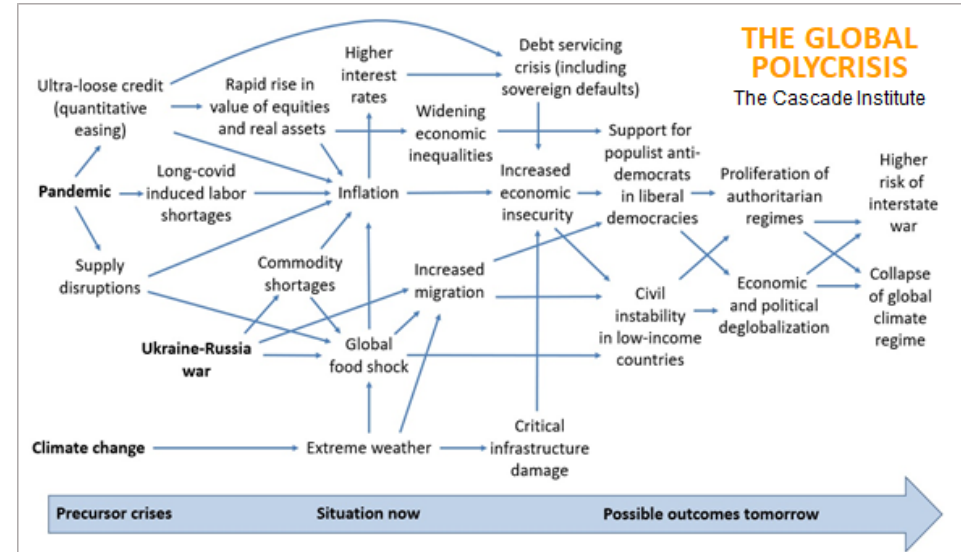 THE GLOBAL
POLYCRISIS
The Cascade Institute
Ultra-loose credit
(quantitative
easing)
Rapid rise in
value of equities
and real assets
Higher
interest
rates
Debt servicing
crisis (including
sovereign defaults)
Widening
economic
inequalities
Support for
populist anti-
democrats
in liberal
democracies
Pandemic
Long-covid
induced labor
shortages
Inflation
Increased
economic
insecurity
Proliferation of
authoritarian
regimes
Higher
risk of
interstate
war
Supply
disruptions
Commodity
shortages
Increased
migration
Civil
instability
in low-income
countries
Economic
and political
deglobalization
Collapse
of global
climate
regime
Ukraine-Russia
war
Global
food shock
Climate change
Extreme weather
Critical
infrastructure
damage
Precursor crises
Situation now
Possible outcomes tomorrow